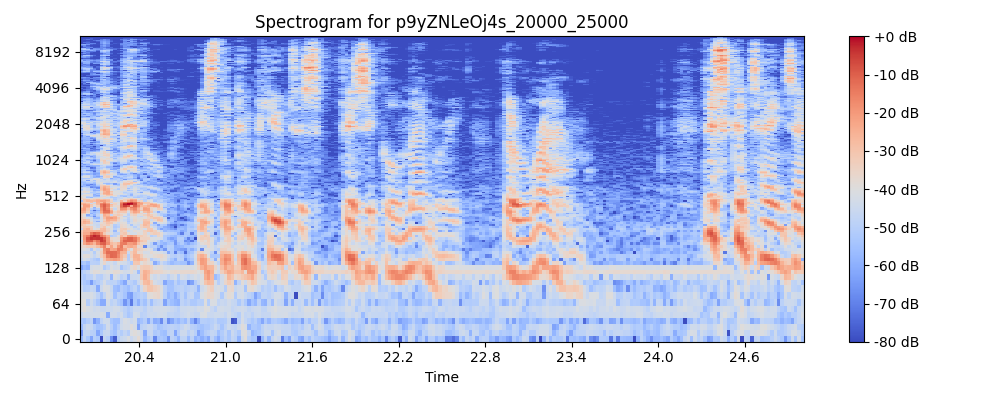 Spectrogram for p9yZNLeOj4s_20000_25000
8192
4096
2048
1024
512
256
128
64
0
Hz
20.4
21.0
21.6
22.2
22.8
23.4
24.0
24.6
Time
+0 dB
-10 dB
-20 dB
-30 dB
-40 dB
-50 dB
-60 dB
-70 dB
-80 dB